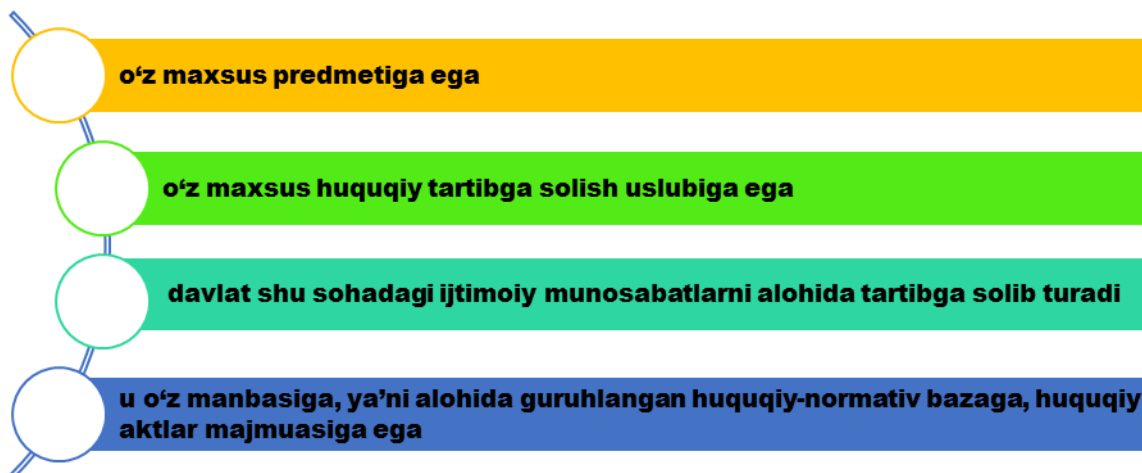 o‘z maxsus predmetiga ega
o‘z maxsus huquqiy tartibga solish uslubiga ega
davlat shu sohadagi ijtimoiy munosabatlarni alohida tartibga solib turadi
u o‘z manbasiga, ya’ni alohida guruhlangan huquqiy-normativ bazaga, huquqiy
aktlar majmuasiga ega